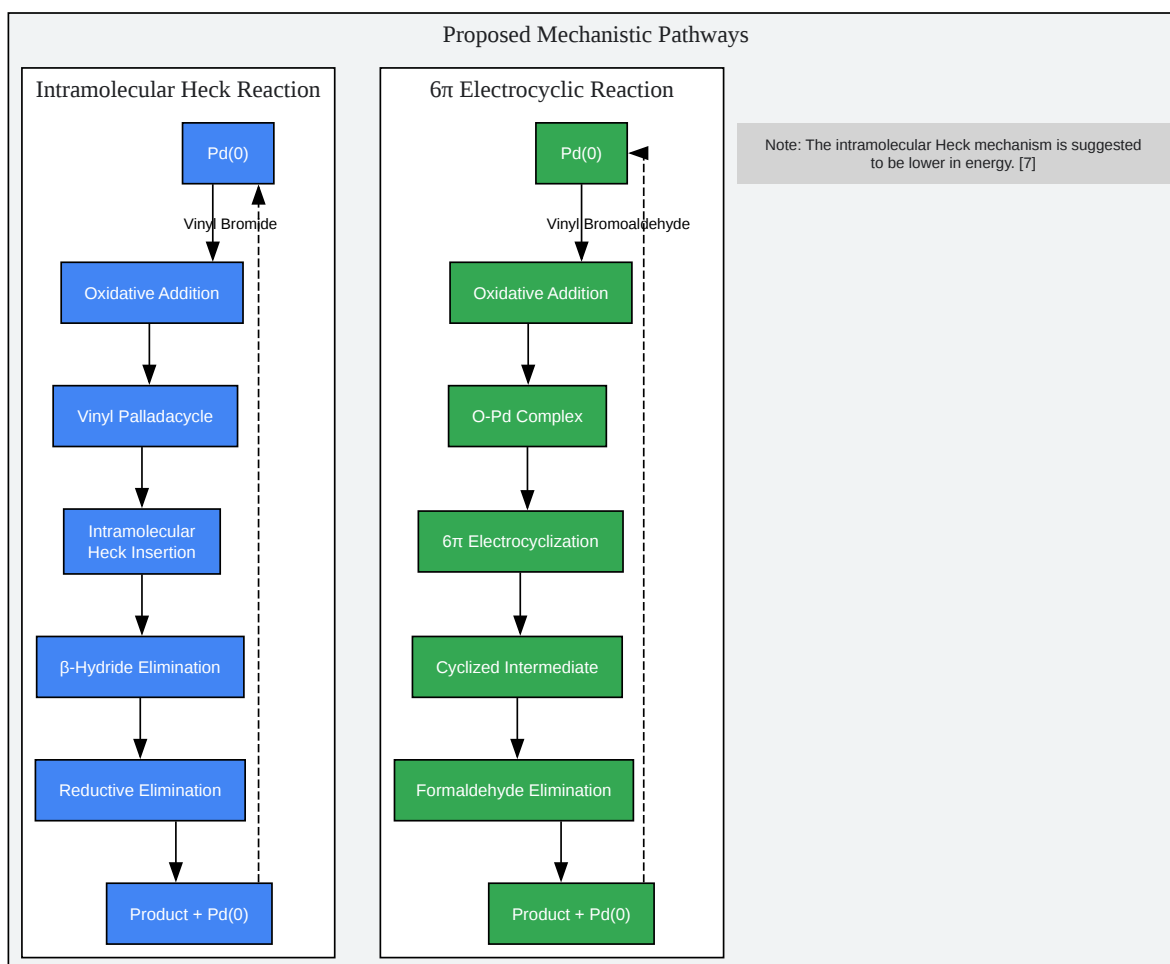 Proposed Mechanistic Pathways
Intramolecular Heck Reaction
Pd(0)
Vinyl Bromide
Oxidative Addition
Vinyl Palladacycle
Intramolecular
Heck Insertion
β-Hydride Elimination
Reductive Elimination
Product + Pd(0)
6π Electrocyclic Reaction
Pd(0)
Vinyl Bromoaldehyde
Oxidative Addition
O-Pd Complex
6π Electrocyclization
Cyclized Intermediate
Formaldehyde Elimination
Product + Pd(0)
Note: The intramolecular Heck mechanism is suggested
to be lower in energy. [7]